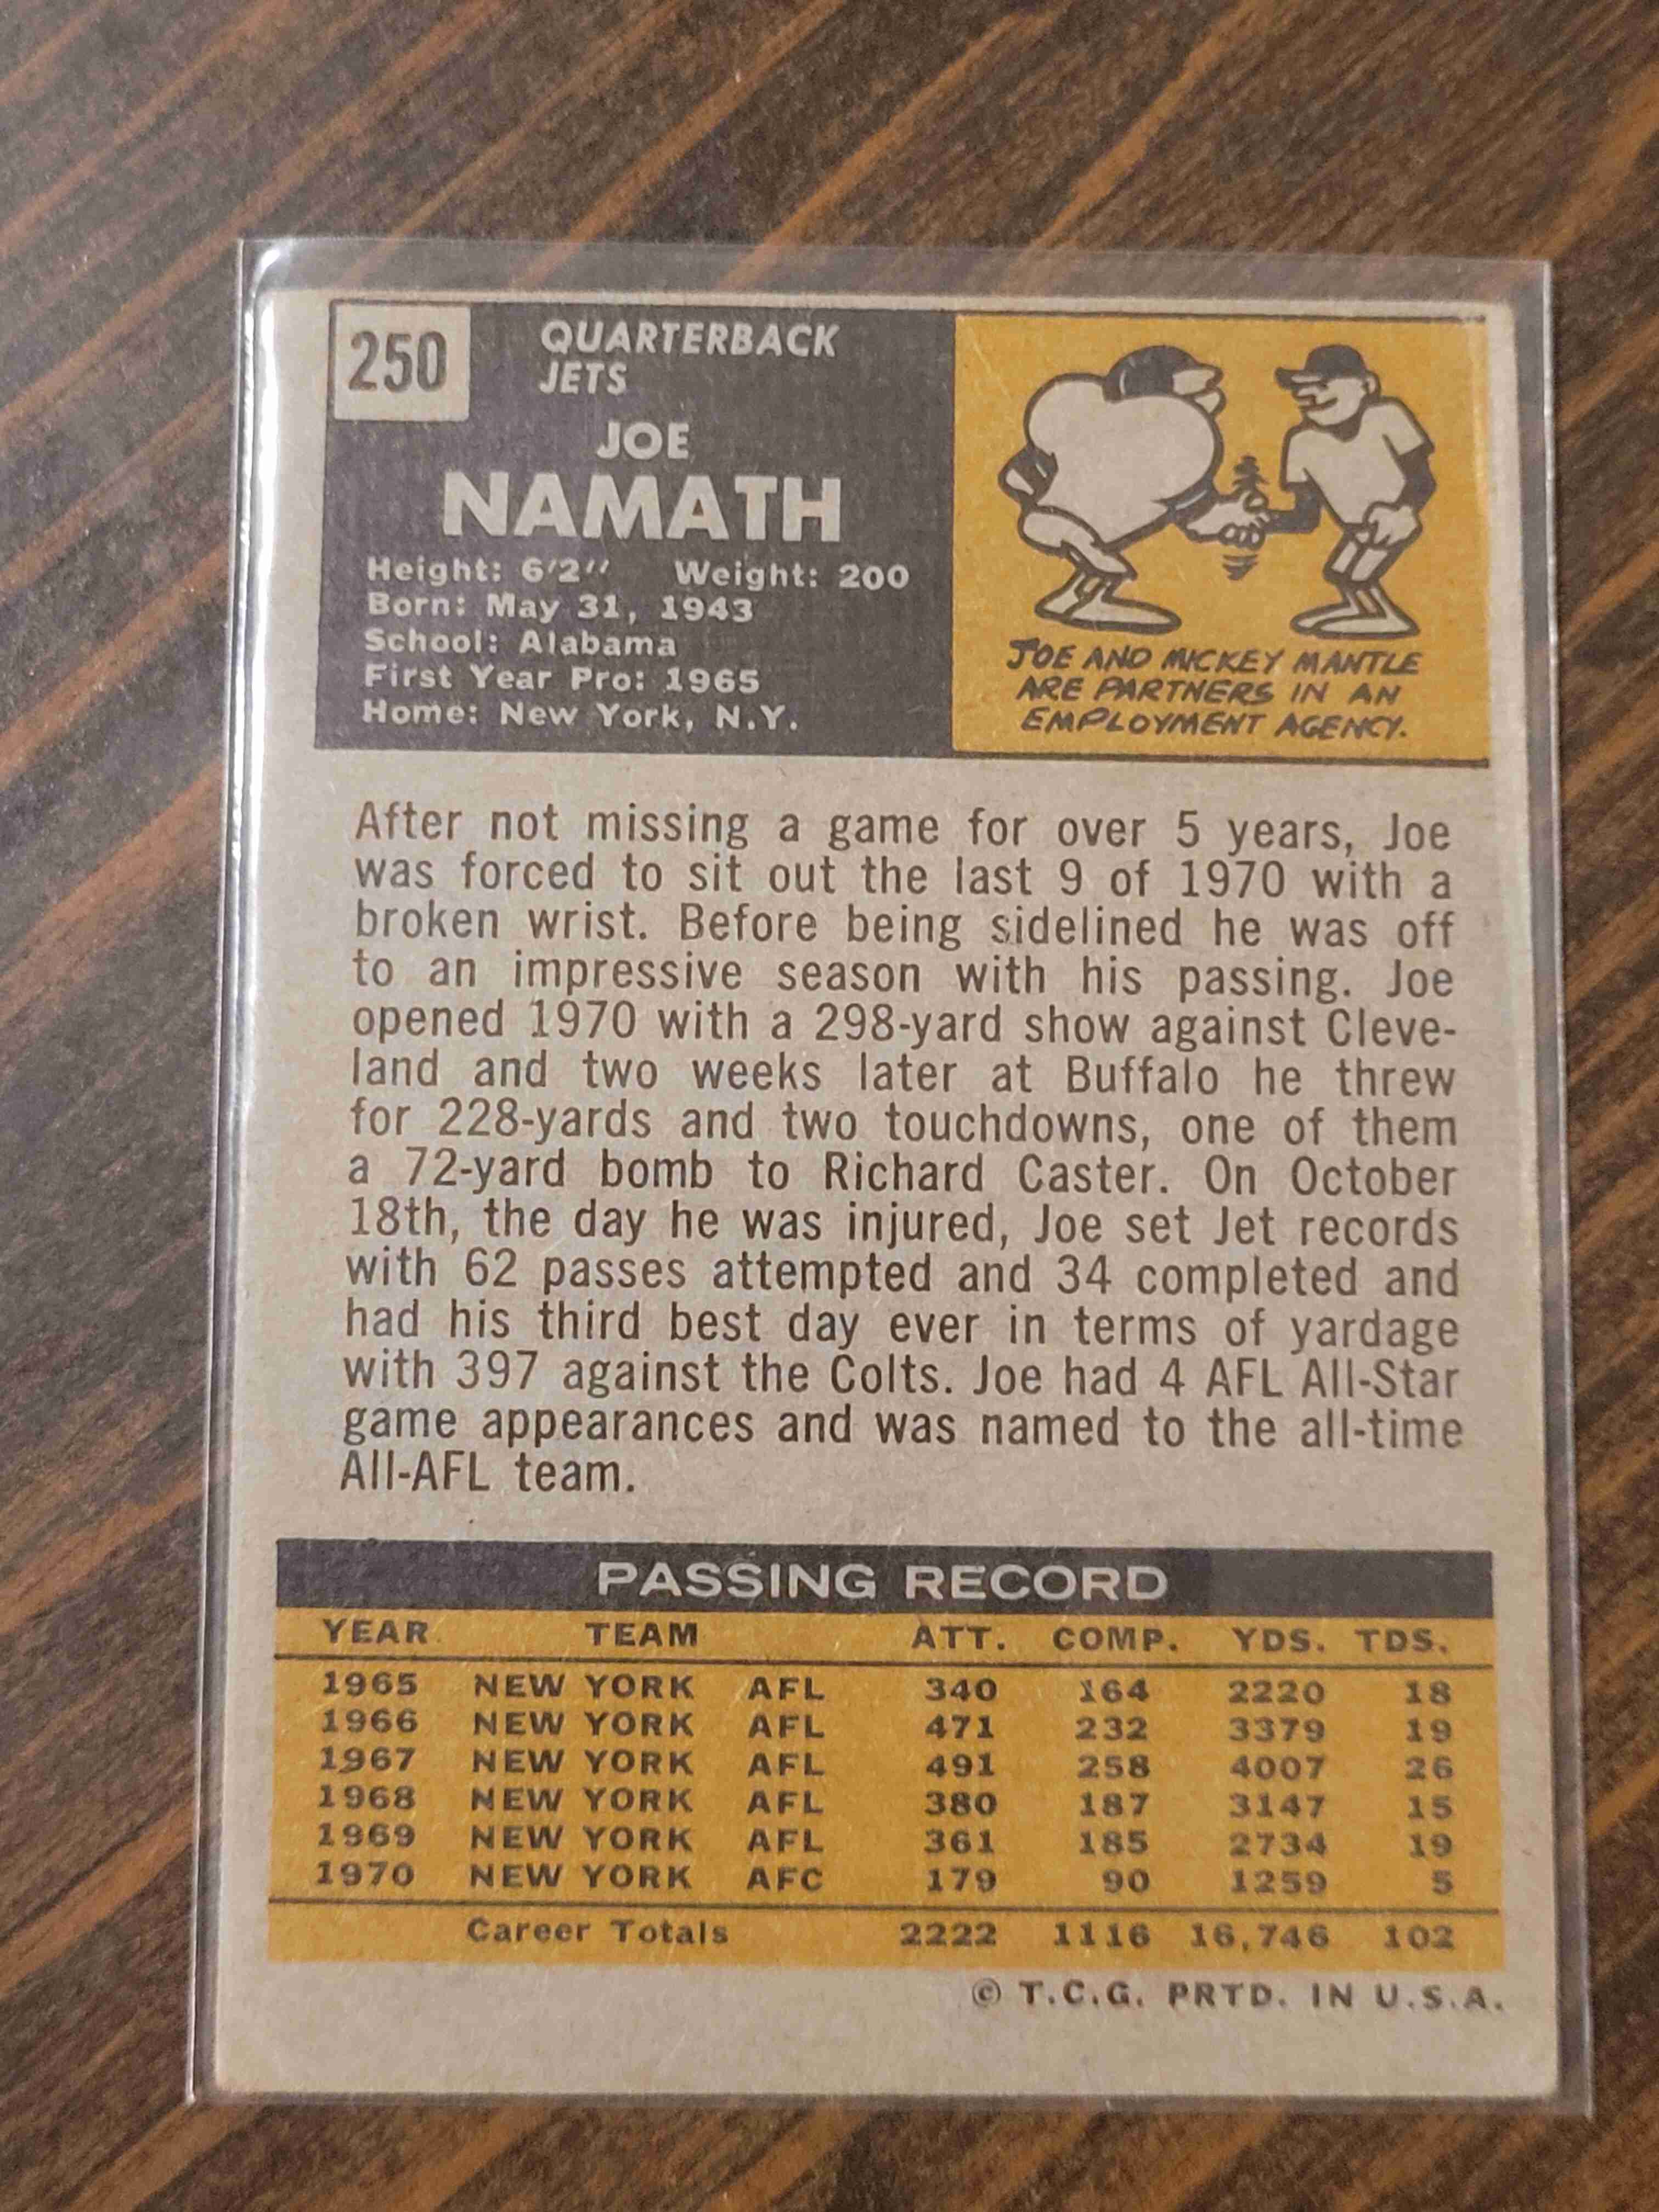 250
QUARTERBACK
JETS
JOE
NAMATH
Height: 6'2" Weight: 200
Born: May 31, 1943
School: Alabama
First Year Pro: 1965
Home: New York, N.Y.
JOE AND MICKEY MANTLE
ARE PARTNERS IN AN
EMPLOYMENT AGENCY.
After not missing a game for over 5 years, Joe
was forced to sit out the last 9 of 1970 with a
broken wrist. Before being sidelined he was off
to an impressive season with his passing. Joe
opened 1970 with a 298-yard show against Cleve-
land and two weeks later at Buffalo he threw
for 228-yards and two touchdowns, one of them
a 72-yard bomb to Richard Caster. On October
18th, the day he was injured, Joe set Jet records
with 62 passes attempted and 34 completed and
had his third best day ever in terms of yardage
with 397 against the Colts. Joe had 4 AFL All-Star
game appearances and was named to the all-time
All-AFL team.
PASSING RECORD
YEAR TEAM ATT. COMP. YDS. TDS.
1965 NEW YORK AFL 340 164 2220 18
1966 NEW YORK AFL 471 232 3379 19
1967 NEW YORK AFL 491 258 4007 26
1968 NEW YORK AFL 380 187 3147 15
1969 NEW YORK AFL 361 185 2734 19
1970 NEW YORK AFC 179 90 1259 5
Career Totals 2222 1116 16,746 102
© T.C.G. PRTD. IN U.S.A.